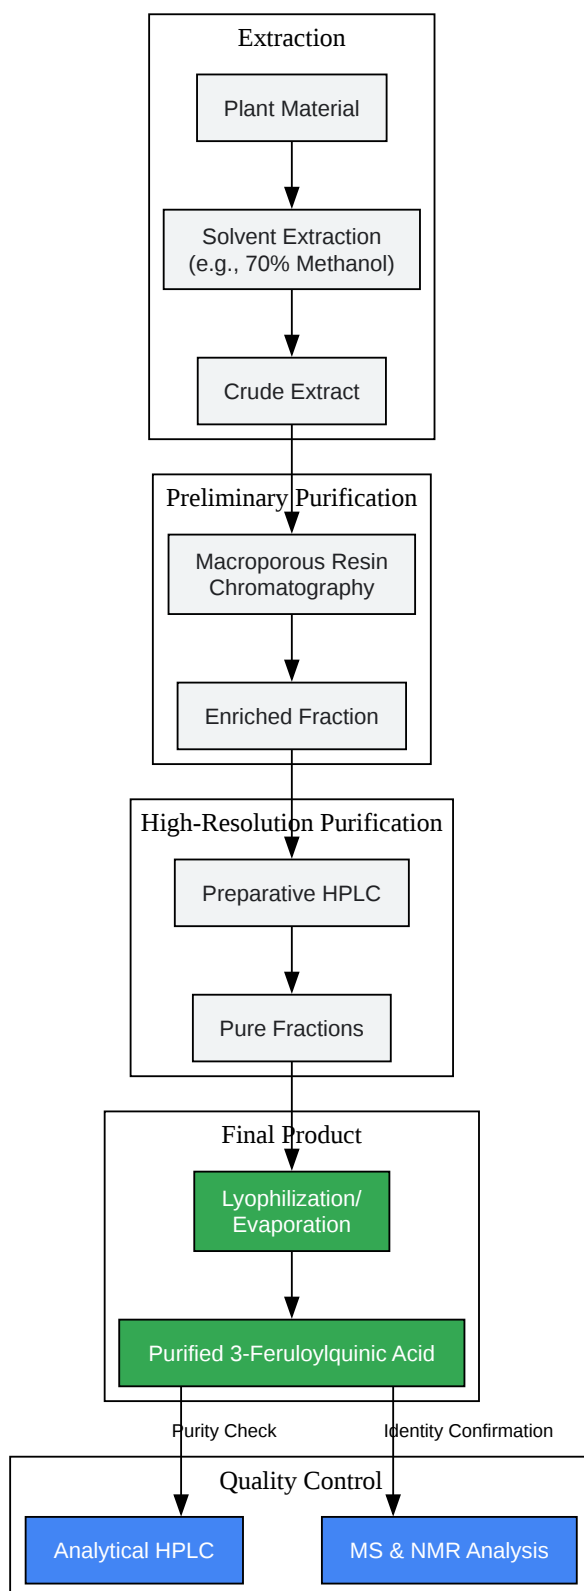 Extraction
Plant Material
Solvent Extraction
(e.g., 70% Methanol)
Crude Extract
Preliminary Purification
Macroporous Resin
Chromatography
Enriched Fraction
High-Resolution Purification
Preparative HPLC
Pure Fractions
Final Product
Lyophilization/
Evaporation
Purified 3-Feruloylquinic Acid
Purity Check
Identity Confirmation
Quality Control
Analytical HPLC
MS & NMR Analysis